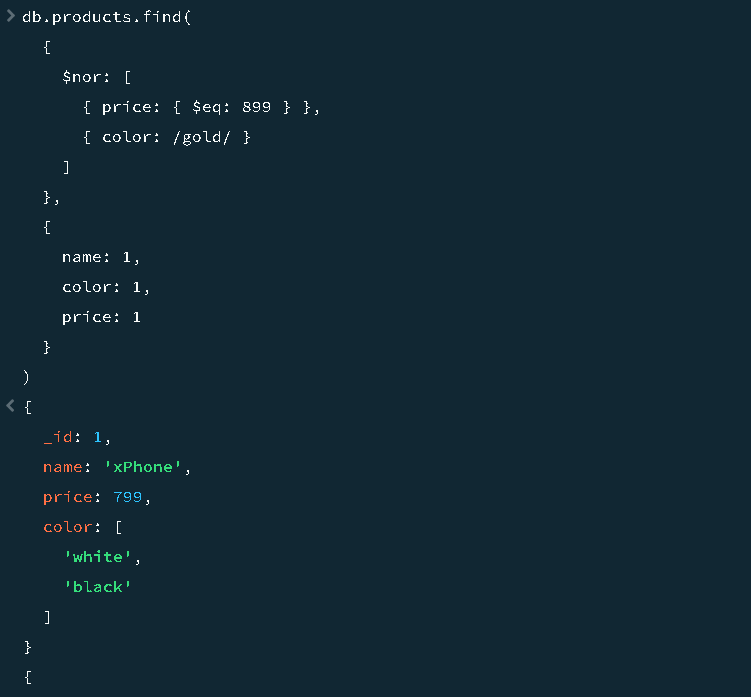 > db.products.find(
{
$nor: [
{ price: { $eq: 899 } },
{ color: /gold/ }
]
},
{
name: 1,
color: 1,
price: 1
}
)
< {
_id: 1,
name: 'xPhone',
price: 799,
color: [
'white',
'black'
]
}
{